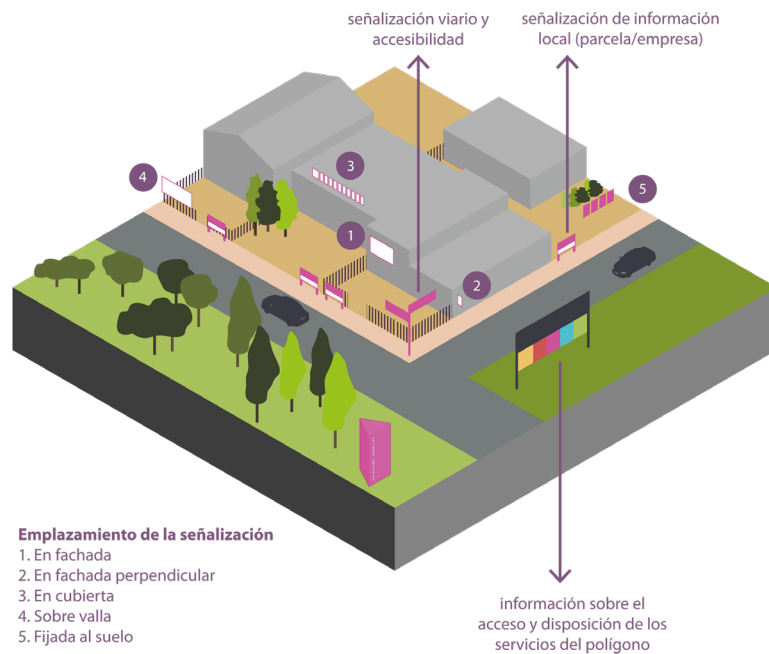 señalización viario y
accesibilidad
señalización de información
local (parcela/empresa)
4
3
5
1
2
Emplazamiento de la señalización
1. En fachada
2. En fachada perpendicular
3. En cubierta
4. Sobre valla
5. Fijada al suelo
información sobre el
acceso y disposición de los
servicios del polígono